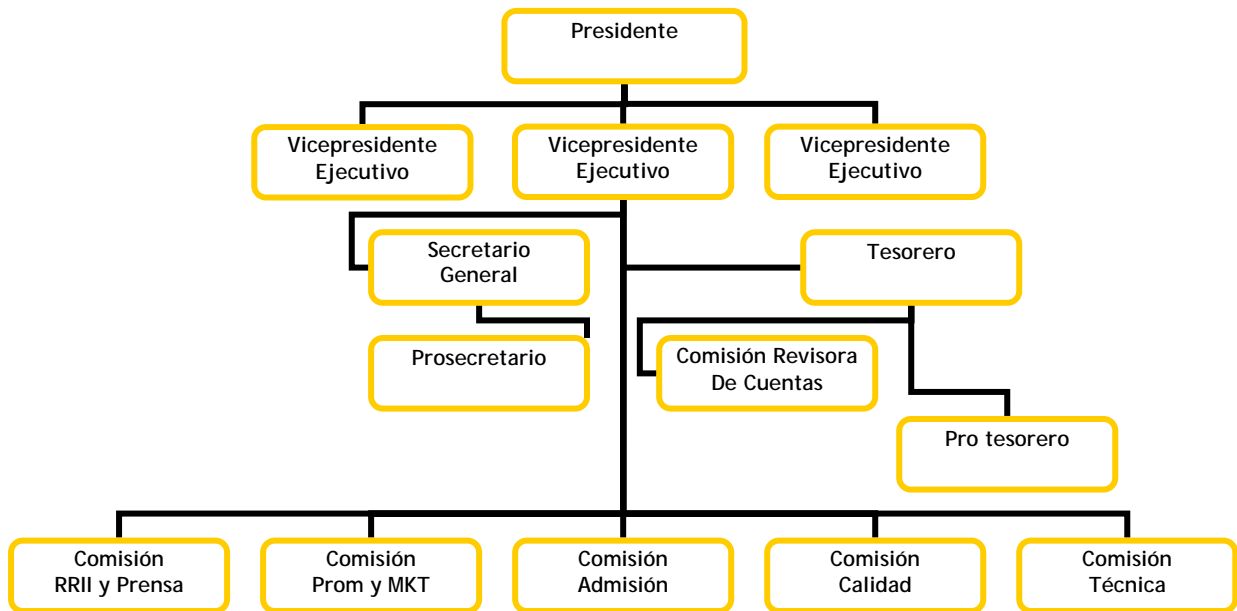 Presidente
Vicepresidente
Ejecutivo
Vicepresidente
Ejecutivo
Vicepresidente
Ejecutivo
Secretario
General
Tesorero
Prosecretario
Comisión Revisora
De Cuentas
Pro tesorero
Comisión
RRII y Prensa
Comisión
Prom y MKT
Comisión
Admisión
Comisión
Calidad
Comisión
Técnica